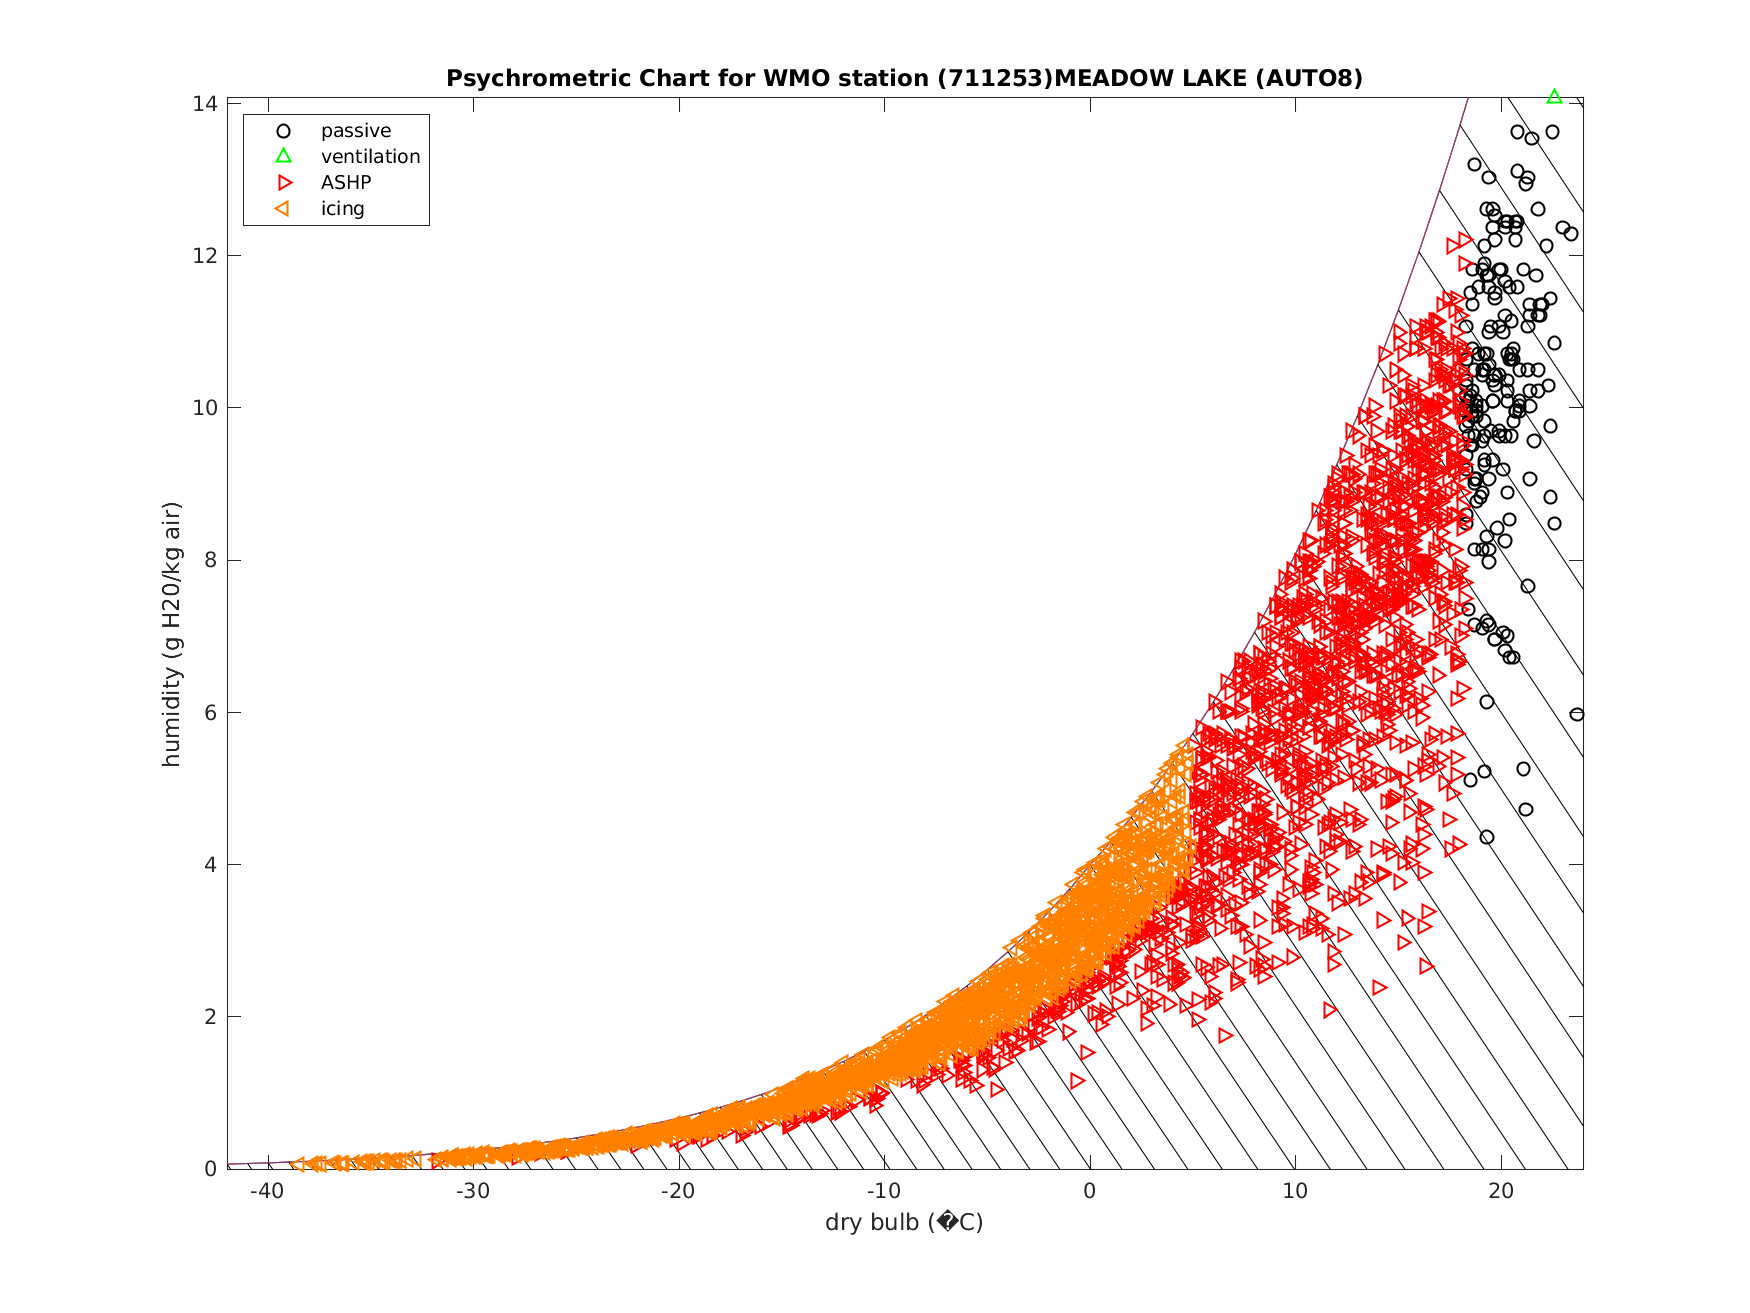 Psychrometric Chart for WMO station (711253)MEADOW LAKE (AUTO8)
passive
ventilation
ASHP
icing
humidity (g H20/kg air)
14
12
10
8
6
4
2
0
-40 -30 -20 -10 0 10 20
dry bulb (�C)